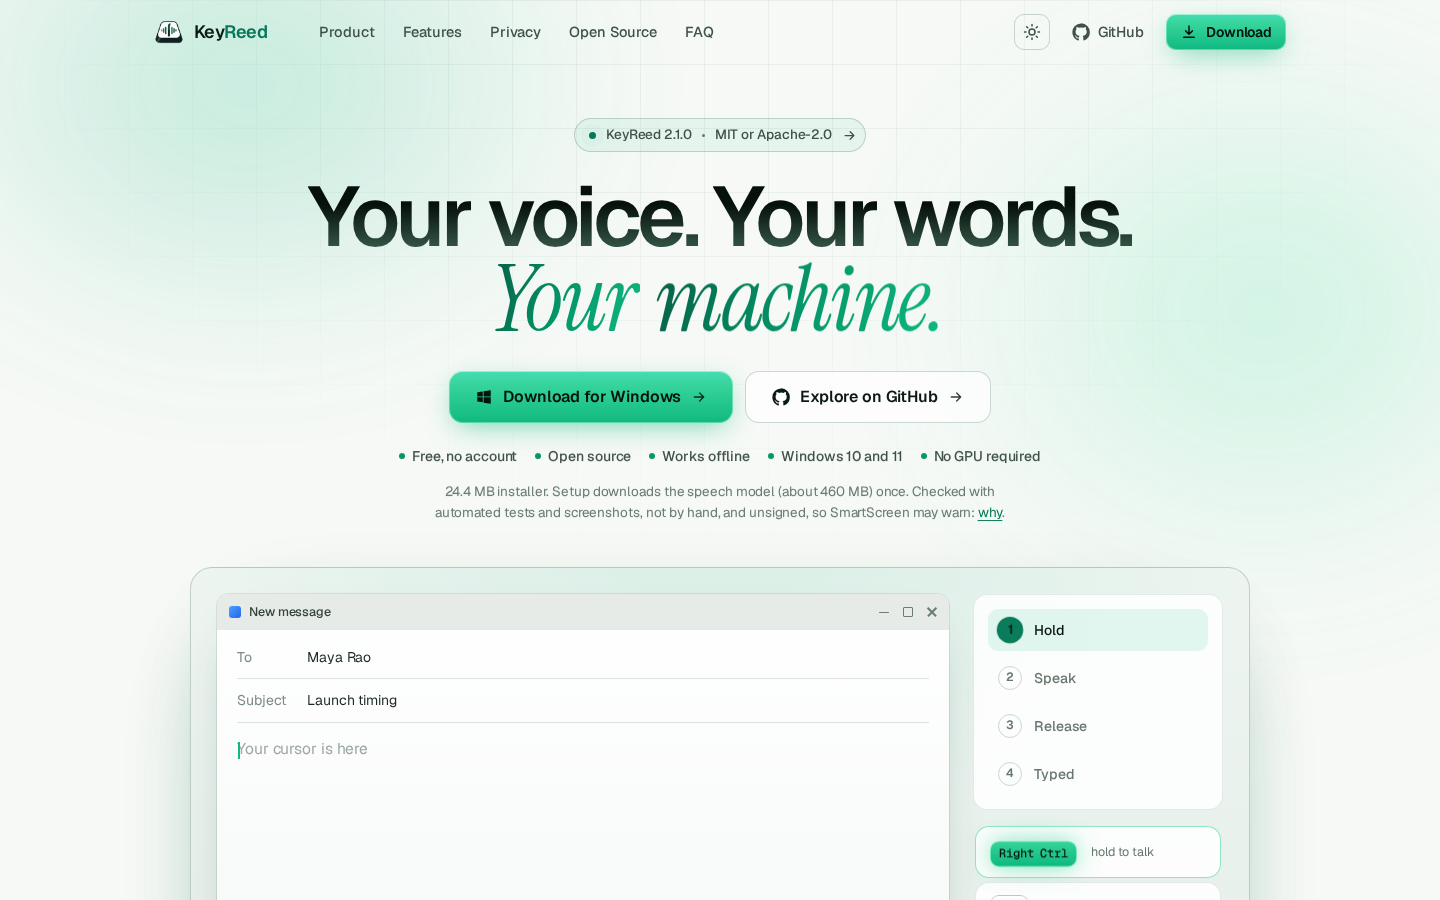 KeyReed
Product Features Privacy Open Source FAQ
GitHub
Download
KeyReed 2.1.0 • MIT or Apache-2.0 →
Your voice. Your words.
Your machine.
Download for Windows →
Explore on GitHub →
Free, no account
Open source
Works offline
Windows 10 and 11
No GPU required
24.4 MB installer. Setup downloads the speech model (about 460 MB) once. Checked with
automated tests and screenshots, not by hand, and unsigned, so SmartScreen may warn: why.
New message
To Maya Rao
Subject Launch timing
Your cursor is here
1 Hold
2 Speak
3 Release
4 Typed
Right Ctrl hold to talk